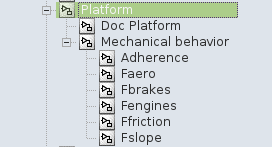 Platform
Doc Platform
Mechanical behavior
Adherence
Faero
Fbrakes
Fengines
Ffriction
Fslope